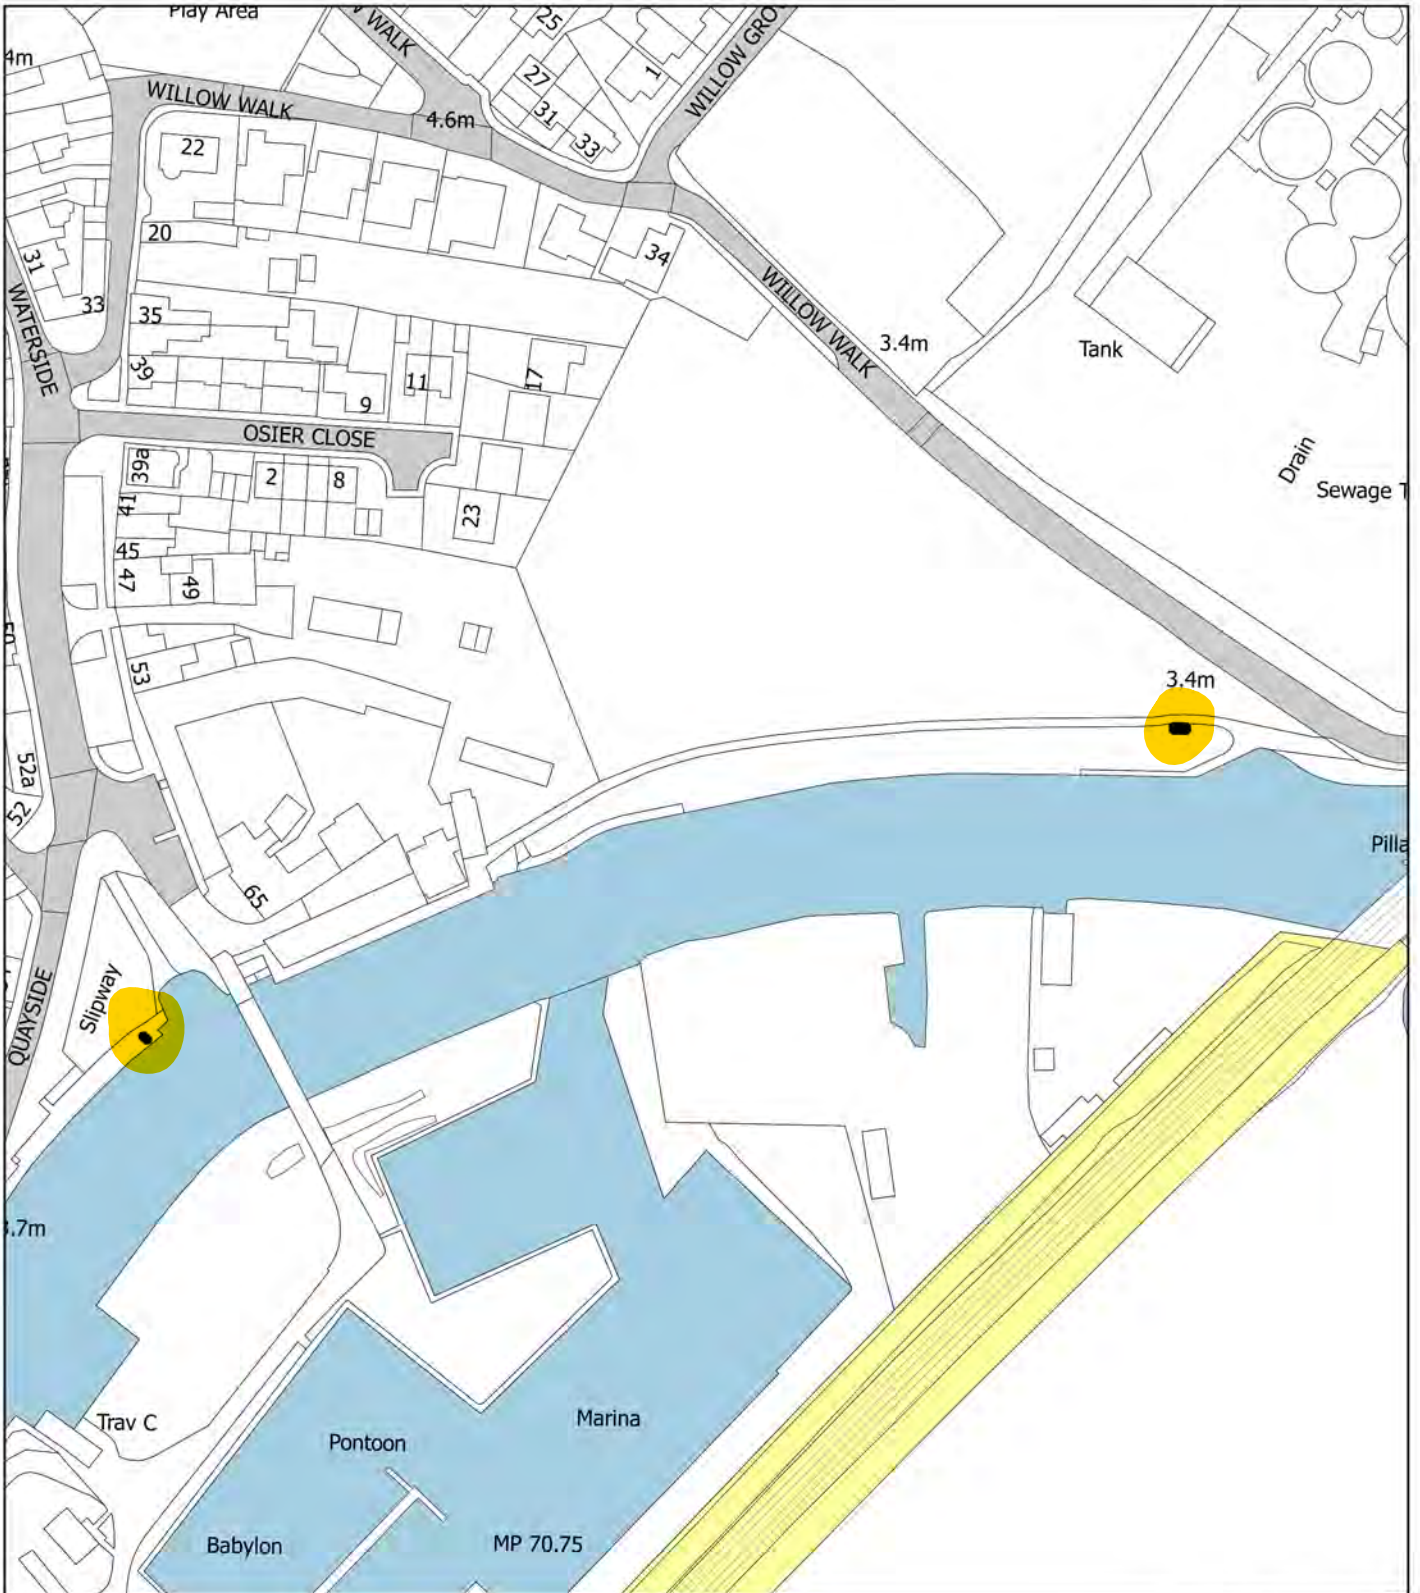 Play Area
25
W WALK
WILLOW GRO
4m
27
1
WILLOW WALK
31
4.6m
33
22
20
34
31
33
WILLOW WALK
WATERSIDE
35
3.4m
Tank
39
17
11
9
OSIER CLOSE
Drain
39a
2
8
Sewage T
41
23
45
47
49
53
3.4m
52a
52
Pilla
65
Slipway
QUAYSIDE
.7m
Trav C
Marina
Pontoon
Babylon
MP 70.75